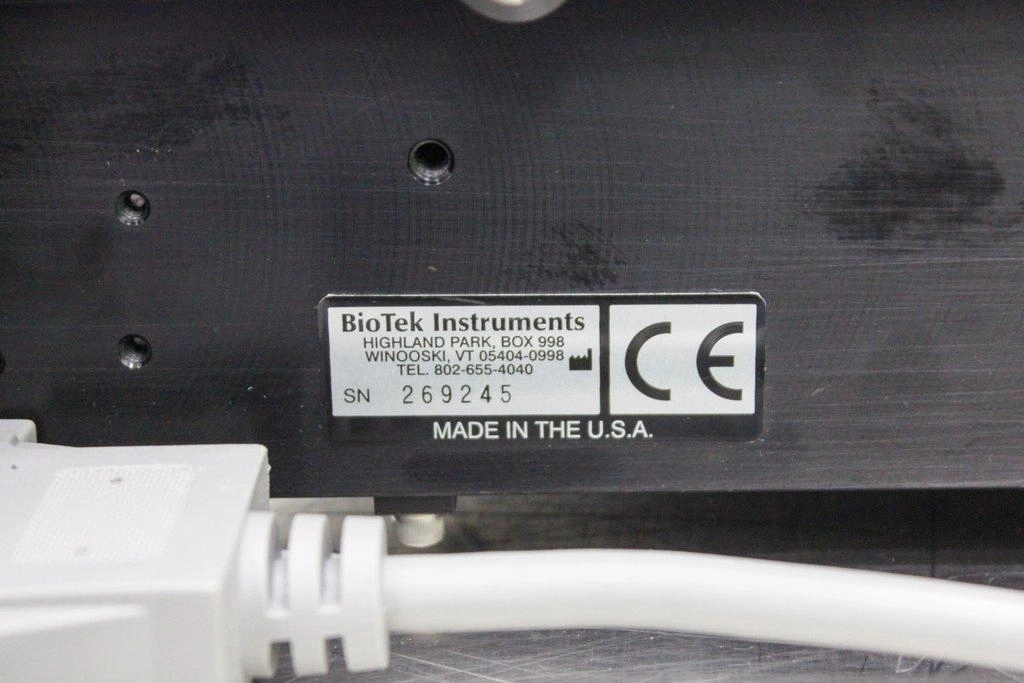 BioTek Instruments
HIGHLAND PARK, BOX 998
WINOOSKI, VT 05404-0998
TEL. 802-655-4040
SN 269245
CE
MADE IN THE U.S.A.